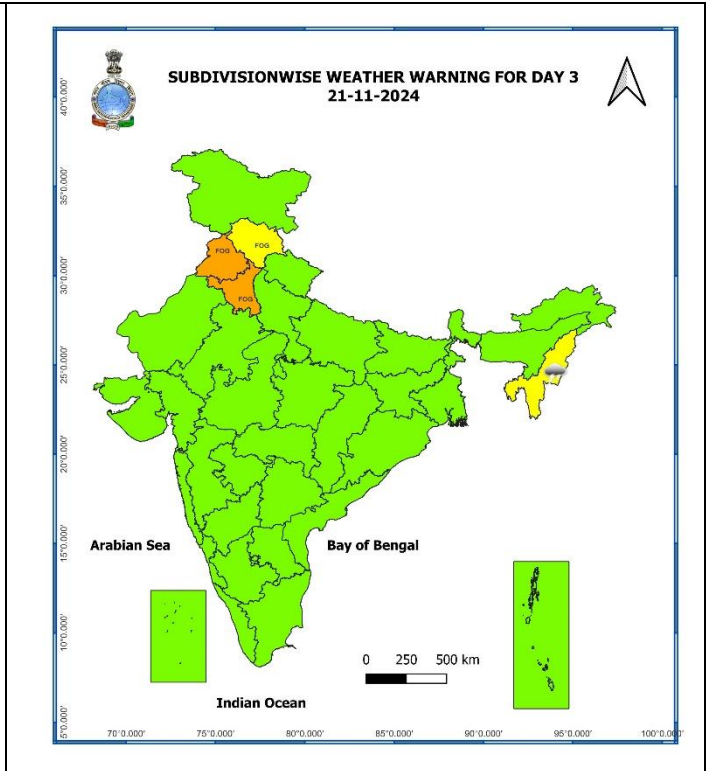 SUBDIVISIONWISE WEATHER WARNING FOR DAY 3
21-11-2024
40°0.000'
35°0.000'
FOG
FOG
30°0.000'
FOG
25°0.000'
20°0.000'
15°0.000'
Arabian Sea
Bay of Bengal
10°0.000'
0 250 500 km
Indian Ocean
5°0.000'
70°0.000' 75°0.000' 80°0.000' 85°0.000' 90°0.000' 95°0.000' 100°0.000'